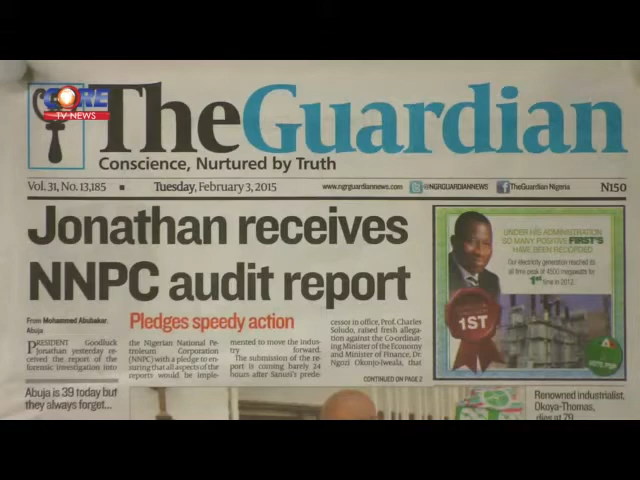 CORE
TV NEWS
The Guardian
Conscience, Nurtured by Truth
Vol. 31, No. 13,185 ■ Tuesday, February 3, 2015 www.ngrguardiannews.com @NGRGUARDIANNEWS TheGuardian Nigeria N150
Jonathan receives
NNPC audit report
Pledges speedy action
From Mohammed Abubakar,
Abuja
PRESIDENT Goodluck
Jonathan yesterday re-
ceived the report of the
forensic investigation into
the Nigerian National Pe-
troleum Corporation
(NNPC) with a pledge to en-
suring that all aspects of the
reports would be imple-
mented to move the indus-
try forward.
The submission of the re-
port is coming barely 24
hours after Sanusi's prede-
cessor in office, Prof. Charles
Soludo, raised fresh allega-
tion against the Co-ordinat-
ing Minister of the Economy
and Minister of Finance, Dr.
Ngozi Okonjo-Iweala, that
CONTINUED ON PAGE 2
UNDER HIS ADMINISTRATION
SO MANY POSITIVE FIRST'S
HAVE BEEN RECORDED
Our electricity generation reached its
all time peak of 4500 megawatts for
1st time in 2012.
1ST
VOTE PDP
Abuja is 39 today but
they always forget...
Renowned industrialist,
Okoya-Thomas,
dies at 79